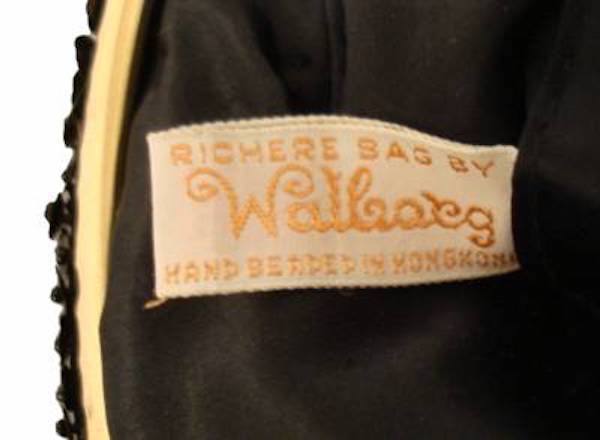 RICHERE BAG BY
Walborg
HAND BEADED IN HONGKONG